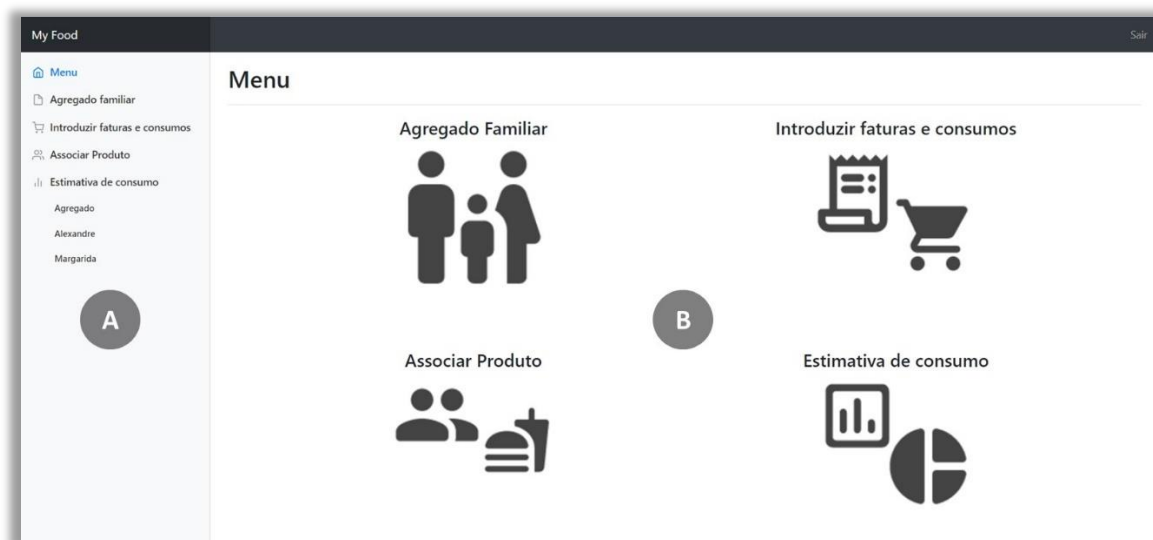 My Food
Sair
Menu
Agregado familiar
Introduzir faturas e consumos
Associar Produto
Estimativa de consumo
Agregado
Alexandre
Margarida
A
Menu
Agregado Familiar
Introduzir faturas e consumos
B
Associar Produto
Estimativa de consumo